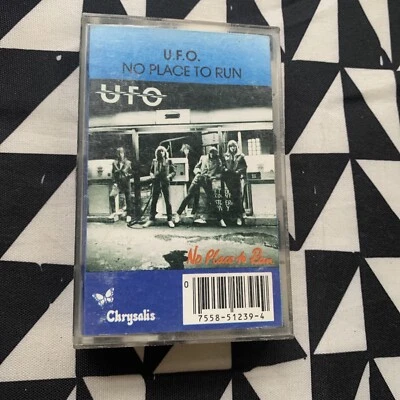 U.F.O.
NO PLACE TO RUN
UFO
No Place to Run
Chrysalis
0
7558-51239-4